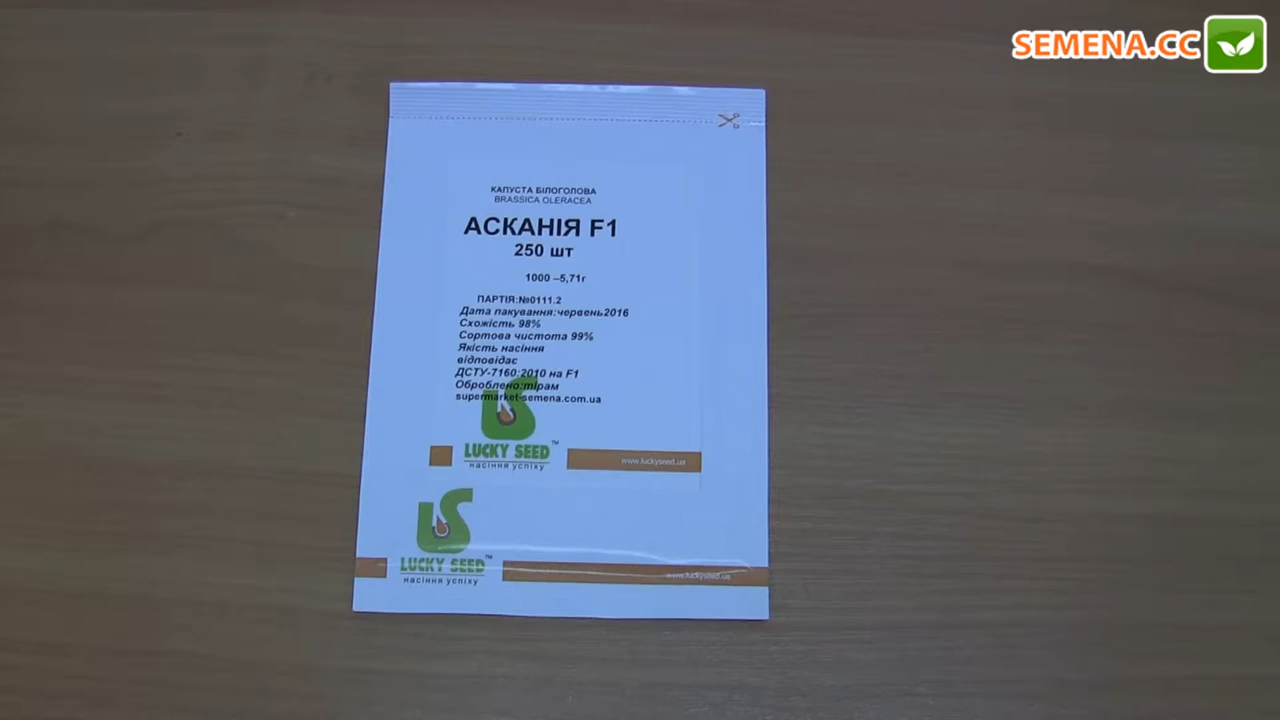 SEMENA.CC
КАПУСТА БІЛОГОЛОВА
BRASSICA OLERACEA
АСКАНІЯ F1
250 шт
1000 –5,71г
ПАРТІЯ:№0111.2
Дата пакування:червень2016
Схожість 98%
Сортова чистота 99%
Якість насіння
відповідає
ДСТУ-7160:2010 на F1
Оброблено:тірам
supermarket-semena.com.ua
LUCKY SEED™
насіння успіху
www.luckyseed.ua
LUCKY SEED™
насіння успіху
www.luckyseed.ua